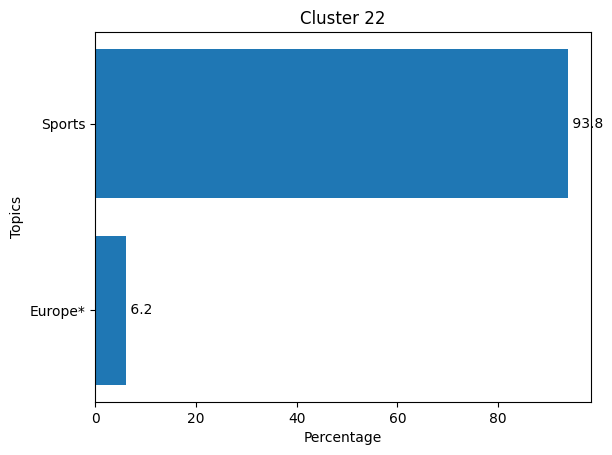 Cluster 22
Sports
93.8
Topics
Europe*
6.2
0 20 40 60 80
Percentage